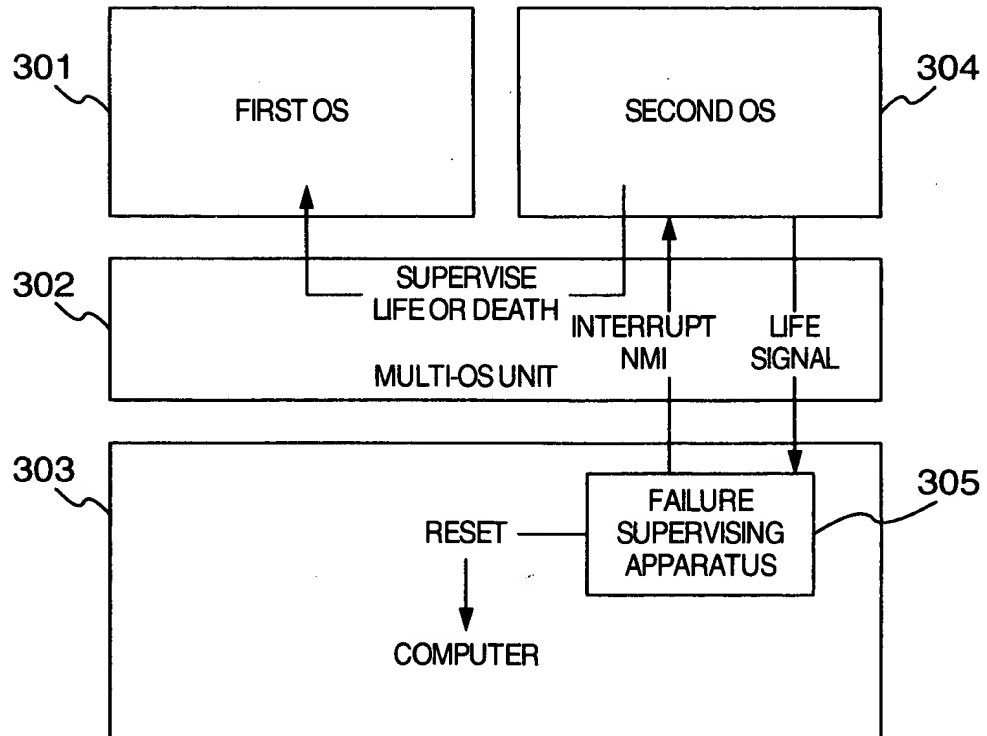 301
FIRST OS
SECOND OS
304
302
SUPERVISE
LIFE OR DEATH
INTERRUPT
NMI
LIFE
SIGNAL
MULTI-OS UNIT
303
FAILURE
SUPERVISING
APPARATUS
305
RESET
COMPUTER